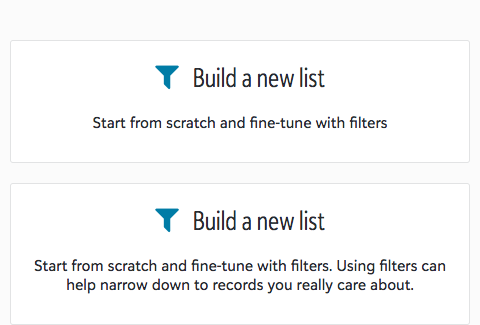 Build a new list
Start from scratch and fine-tune with filters
Build a new list
Start from scratch and fine-tune with filters. Using filters can
help narrow down to records you really care about.